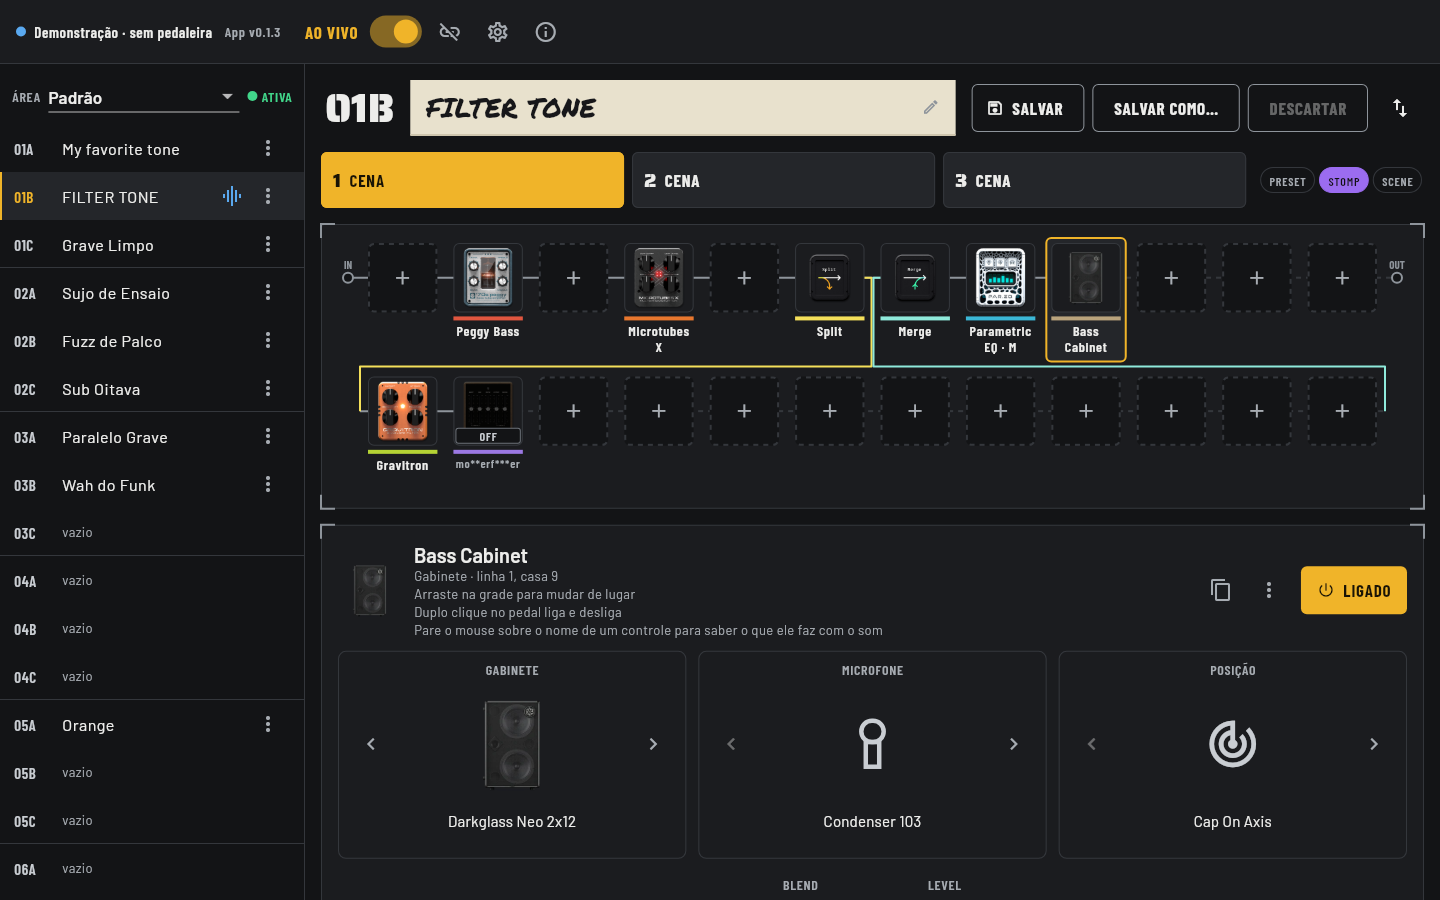 Demonstração · sem pedaleira App v0.1.3 AO VIVO
ÁREA Padrão ATIVA
01A My favorite tone
01B FILTER TONE
01C Grave Limpo
02A Sujo de Ensaio
02B Fuzz de Palco
02C Sub Oitava
03A Paralelo Grave
03B Wah do Funk
03C vazio
04A vazio
04B vazio
04C vazio
05A Orange
05B vazio
05C vazio
06A vazio
01B FILTER TONE SALVAR SALVAR COMO... DESCARTAR
1 CENA 2 CENA 3 CENA PRESET STOMP SCENE
IN OUT
Split Merge
Peggy Bass Microtubes X Split Merge Parametric EQ · M Bass Cabinet
OFF
Gravitron mo**erf***er
Bass Cabinet
Gabinete · linha 1, casa 9
Arraste na grade para mudar de lugar
Duplo clique no pedal liga e desliga
Pare o mouse sobre o nome de um controle para saber o que ele faz com o som
LIGADO
GABINETE MICROFONE POSIÇÃO
Darkglass Neo 2x12 Condenser 103 Cap On Axis
BLEND LEVEL